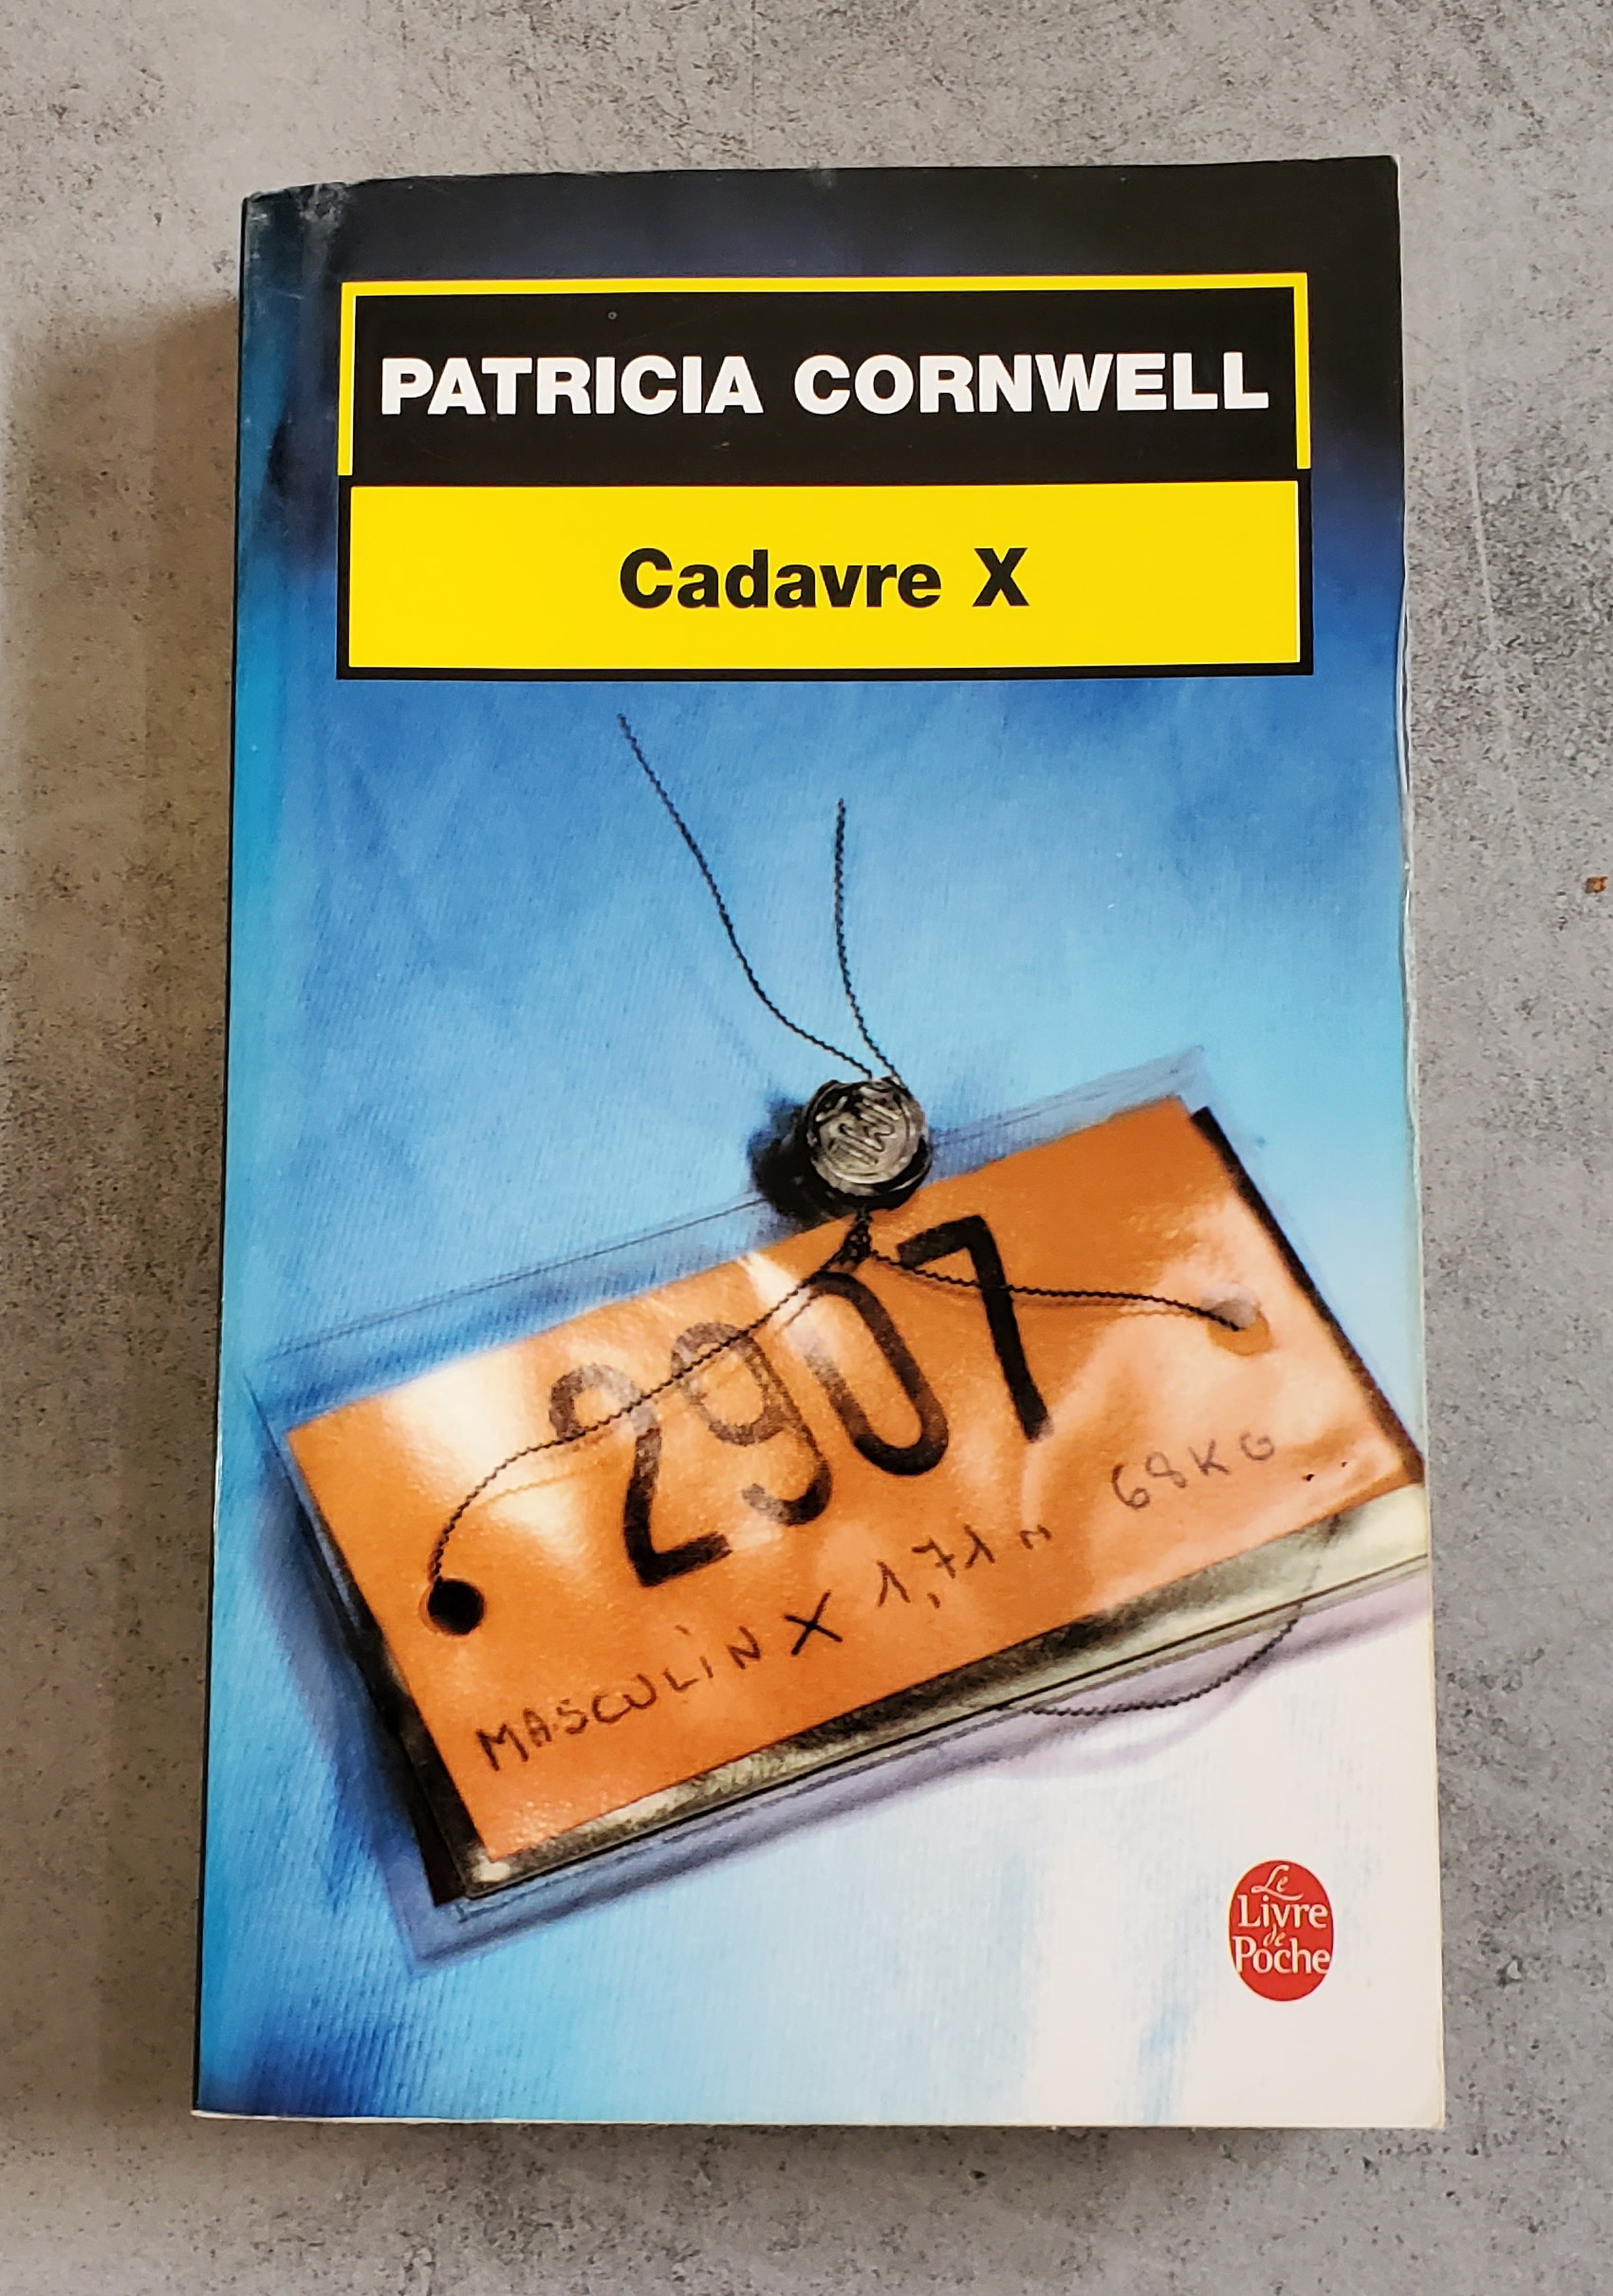 PATRICIA CORNWELL
Cadavre X
2907
MASCULIN X 1,71 m 68KG
Le
Livre
de
Poche